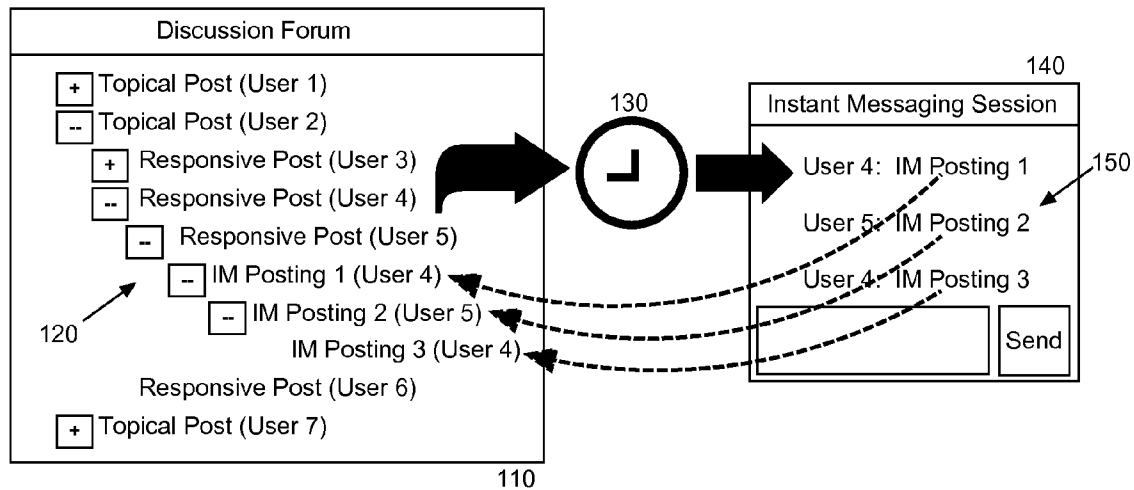 Discussion Forum
+ Topical Post (User 1)
-- Topical Post (User 2)
+ Responsive Post (User 3)
-- Responsive Post (User 4)
-- Responsive Post (User 5)
-- IM Posting 1 (User 4)
-- IM Posting 2 (User 5)
IM Posting 3 (User 4)
Responsive Post (User 6)
+ Topical Post (User 7)
120
110
130
140
Instant Messaging Session
User 4: IM Posting 1
User 5: IM Posting 2
User 4: IM Posting 3
Send
150